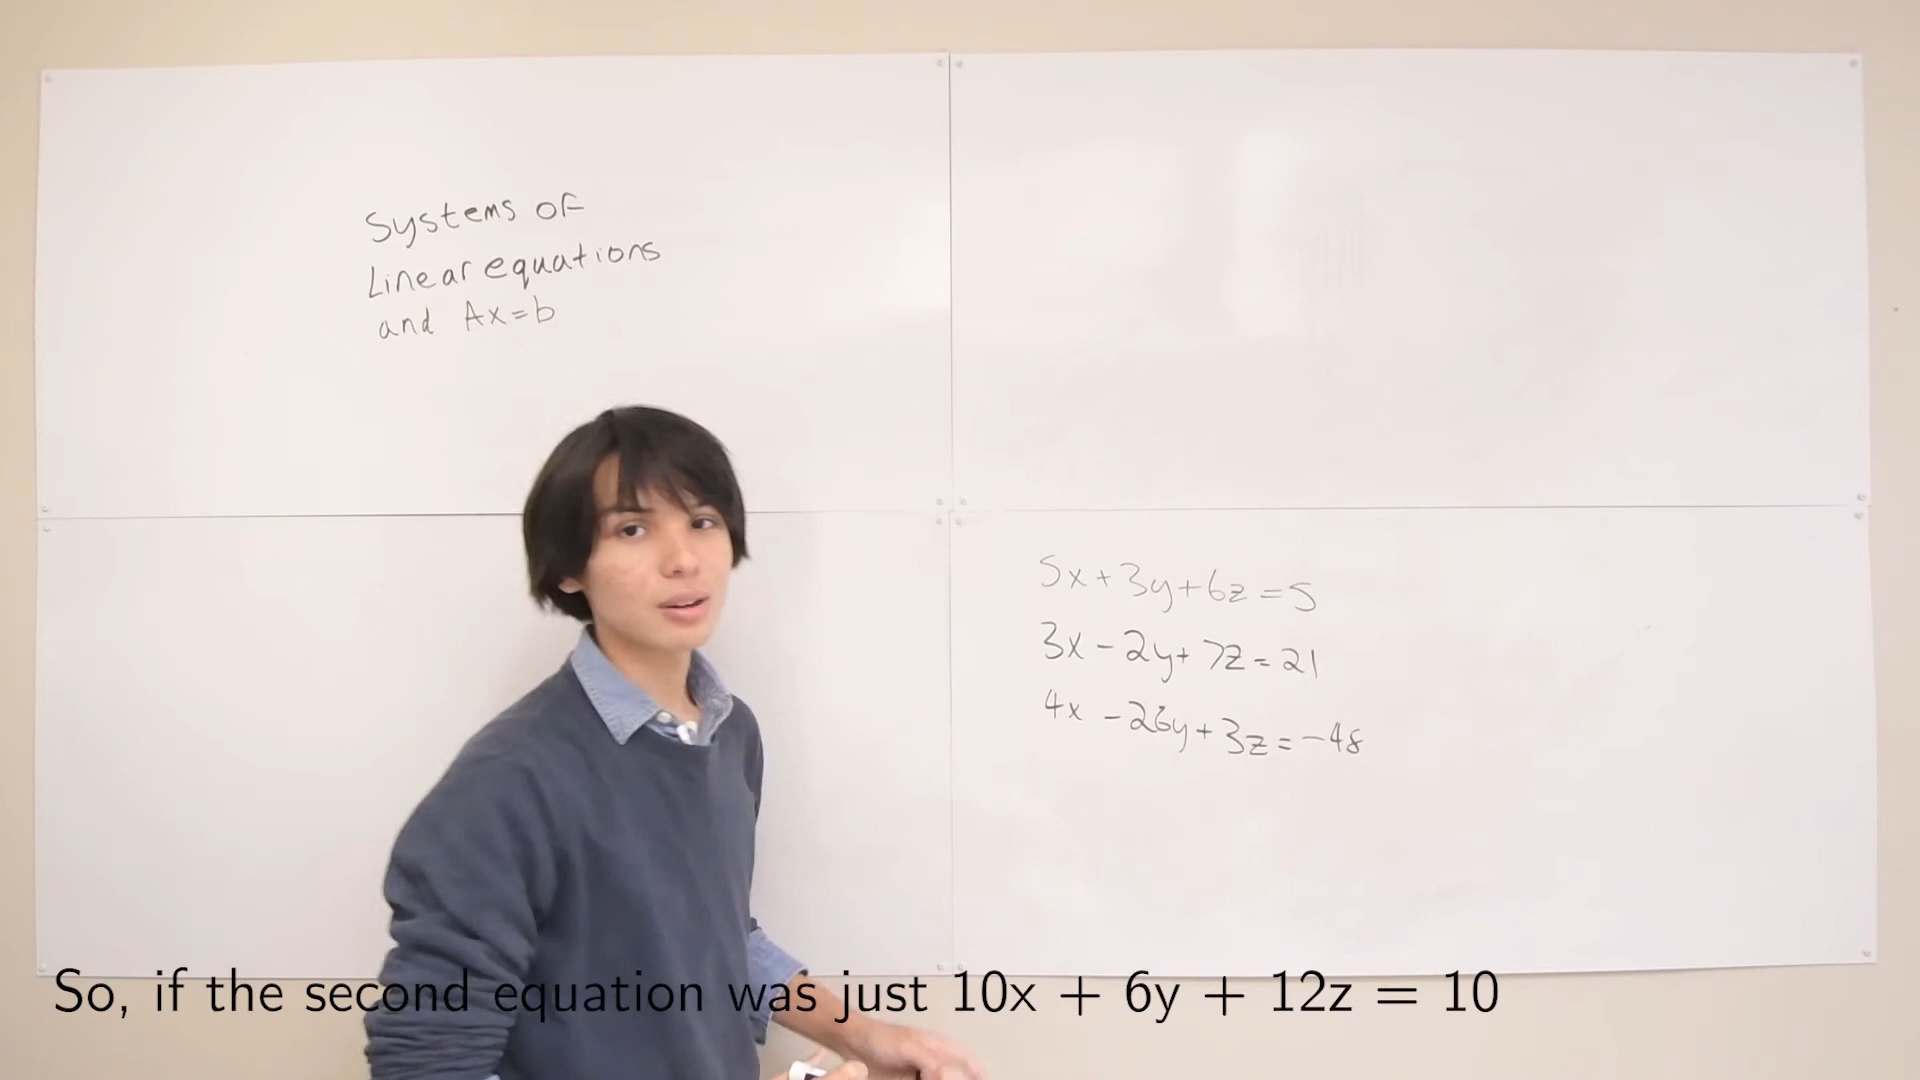 Systems of
Linear equations
and Ax=b
5x+3y+6z=5
3x-2y+7z=21
4x -26y+3z=-48
So, if the second equation was just 10x + 6y + 12z = 10